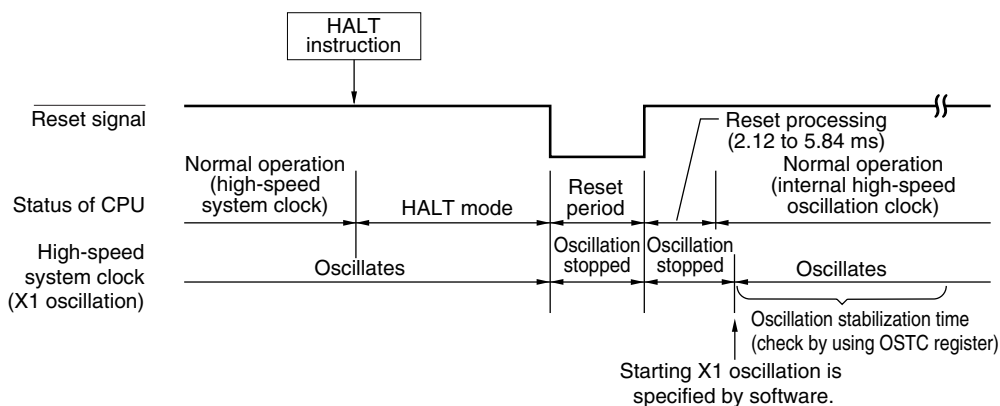 HALT
instruction
Reset signal
Reset processing
(2.12 to 5.84 ms)
Normal operation
(high-speed
system clock)
Reset
period
Normal operation
(internal high-speed
oscillation clock)
Status of CPU
HALT mode
High-speed
system clock
(X1 oscillation)
Oscillates
Oscillation
stopped
Oscillation
stopped
Oscillates
Oscillation stabilization time
(check by using OSTC register)
Starting X1 oscillation is
specified by software.